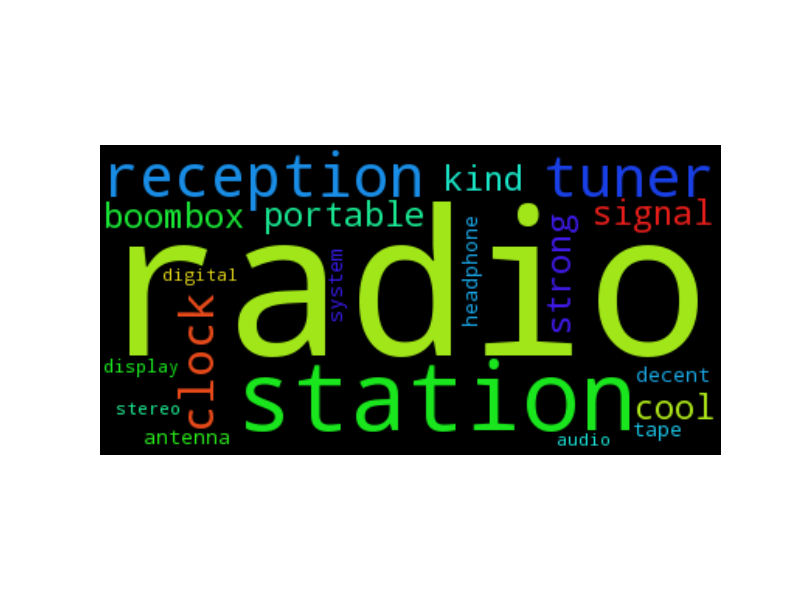 reception kind tuner
boombox portable signal
radio
digital system headphone strong
clock
display station decent
stereo cool
antenna audio tape